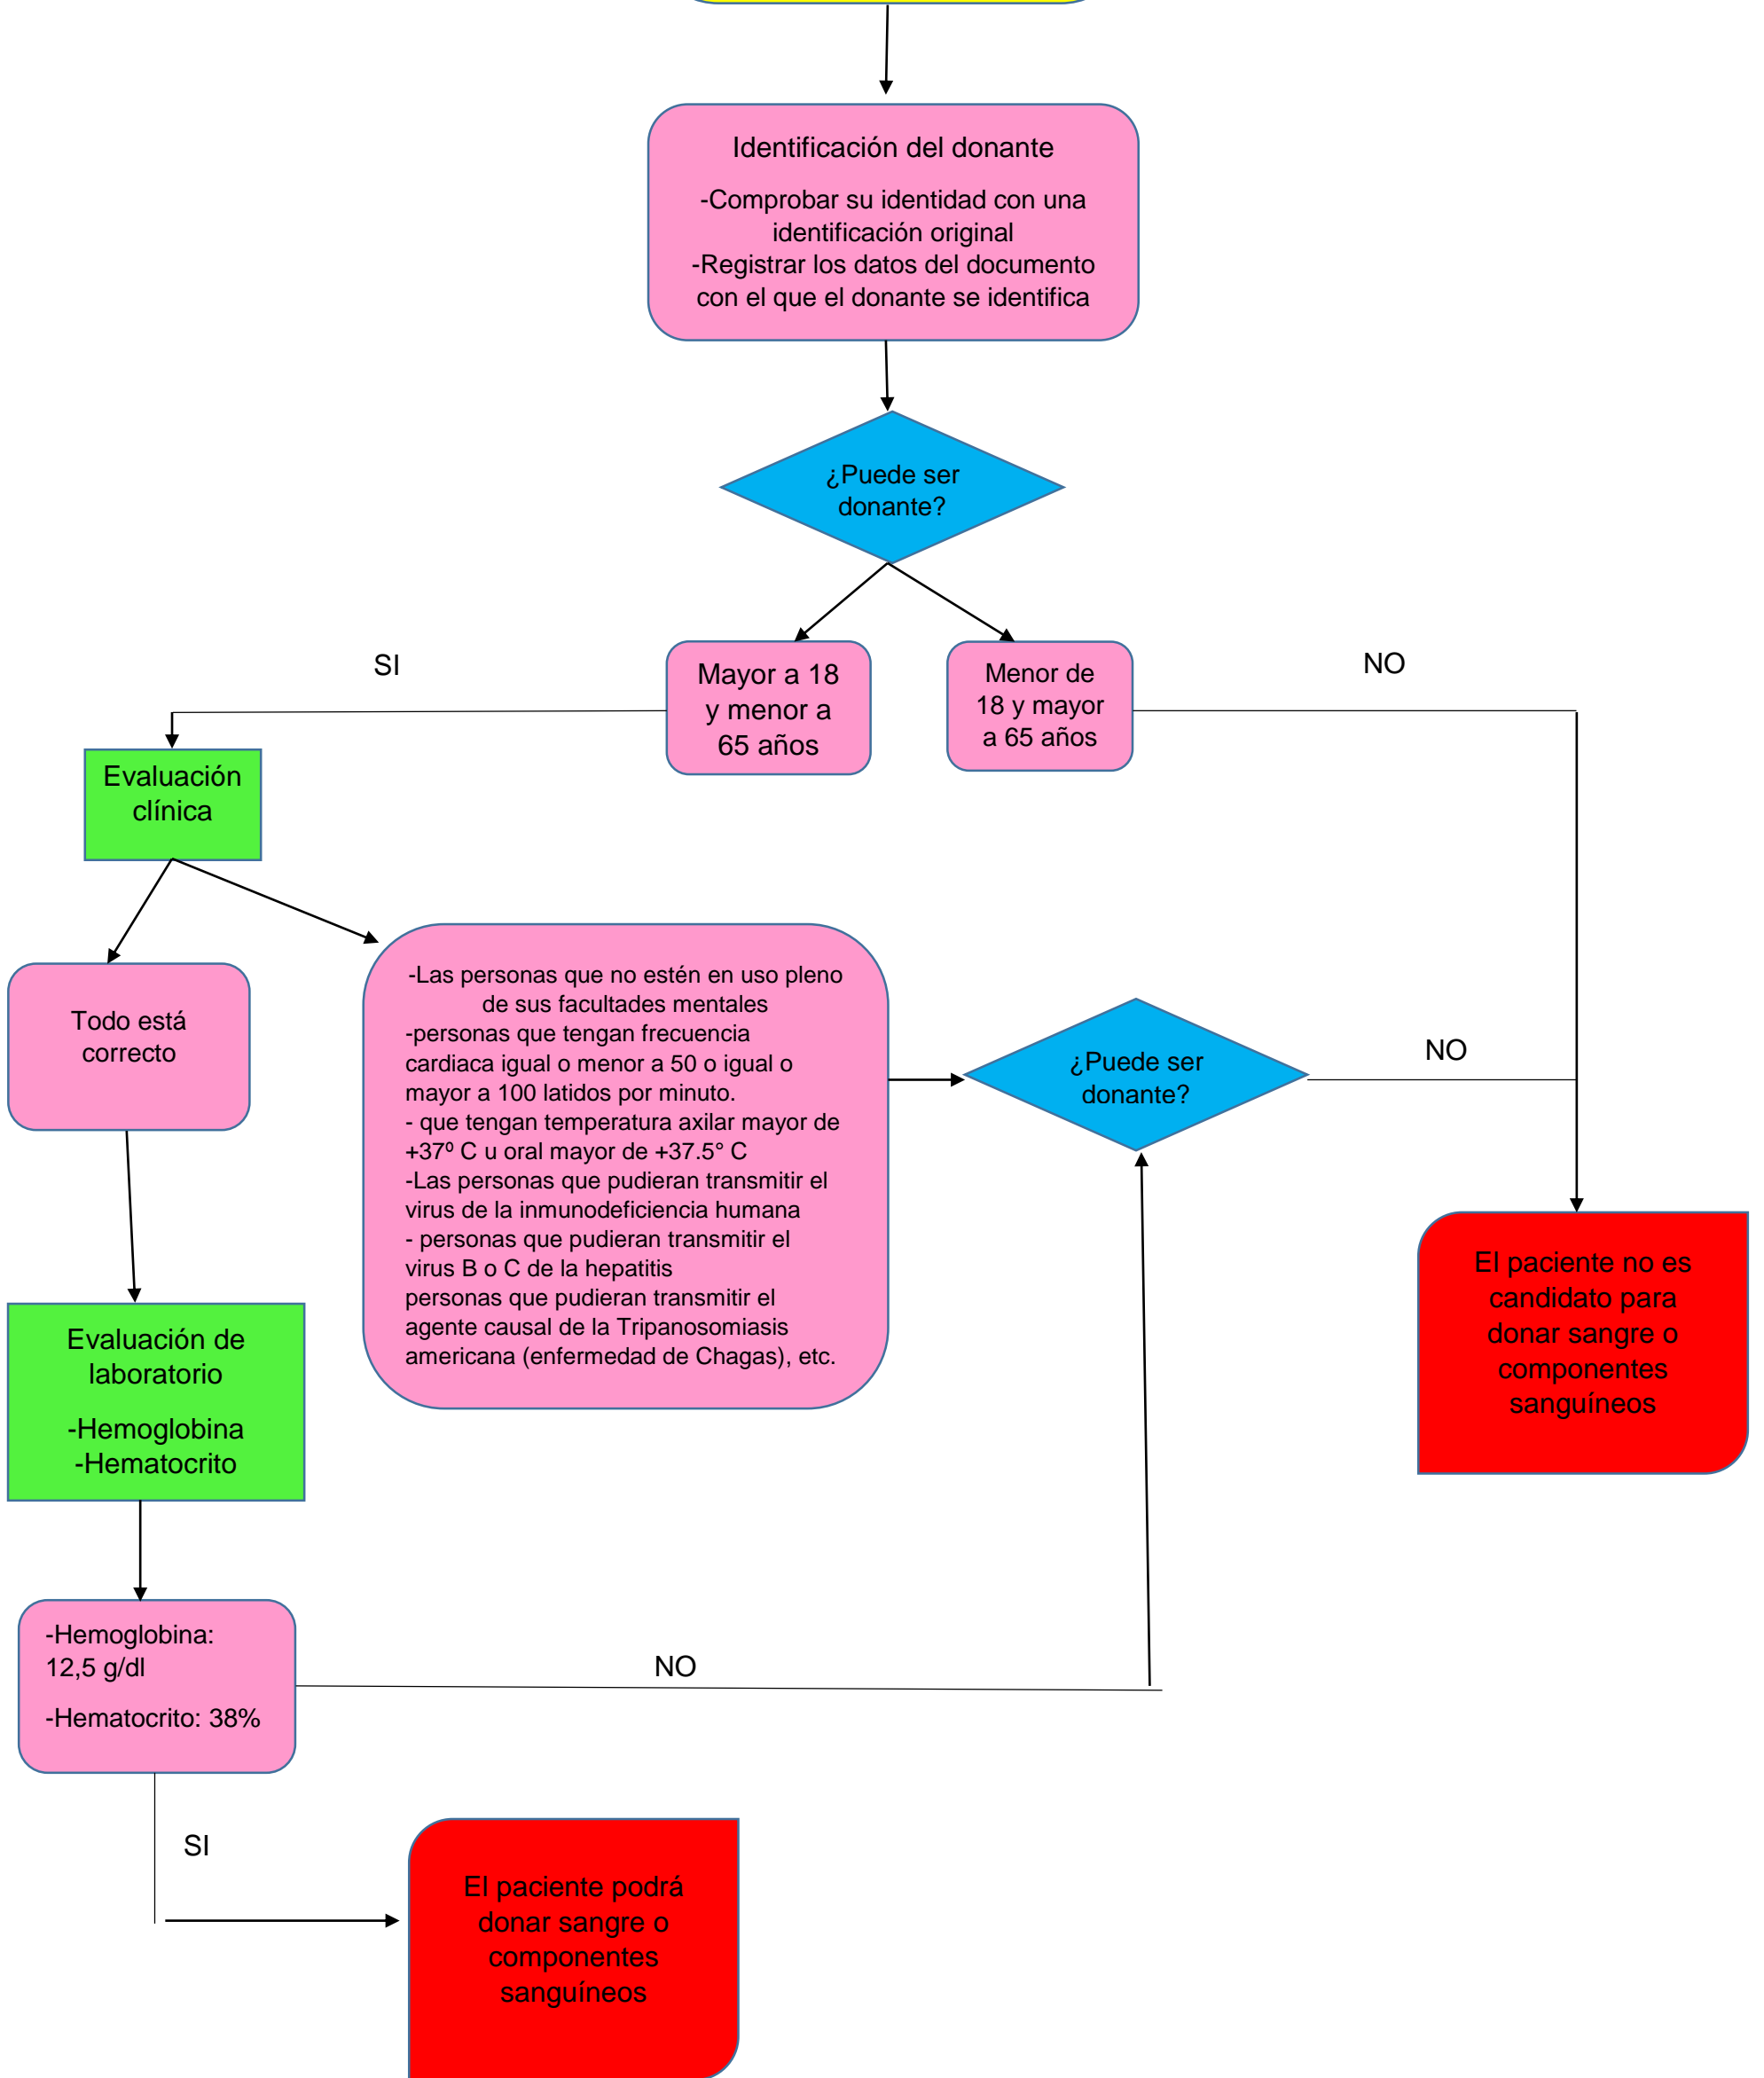 Identificación del donante
-Comprobar su identidad con una
identificación original
-Registrar los datos del documento
con el que el donante se identifica
¿Puede ser
donante?
SI
Mayor a 18
y menor a
65 años
Menor de
18 y mayor
a 65 años
NO
Evaluación
clínica
Todo está
correcto
-Las personas que no estén en uso pleno
de sus facultades mentales
-personas que tengan frecuencia
cardiaca igual o menor a 50 o igual o
mayor a 100 latidos por minuto.
- que tengan temperatura axilar mayor de
+37º C u oral mayor de +37.5° C
-Las personas que pudieran transmitir el
virus de la inmunodeficiencia humana
- personas que pudieran transmitir el
virus B o C de la hepatitis
personas que pudieran transmitir el
agente causal de la Tripanosomiasis
americana (enfermedad de Chagas), etc.
¿Puede ser
donante?
NO
El paciente no es
candidato para
donar sangre o
componentes
sanguíneos
Evaluación de
laboratorio
-Hemoglobina
-Hematocrito
-Hemoglobina:
12,5 g/dl
-Hematocrito: 38%
NO
SI
El paciente podrá
donar sangre o
componentes
sanguíneos